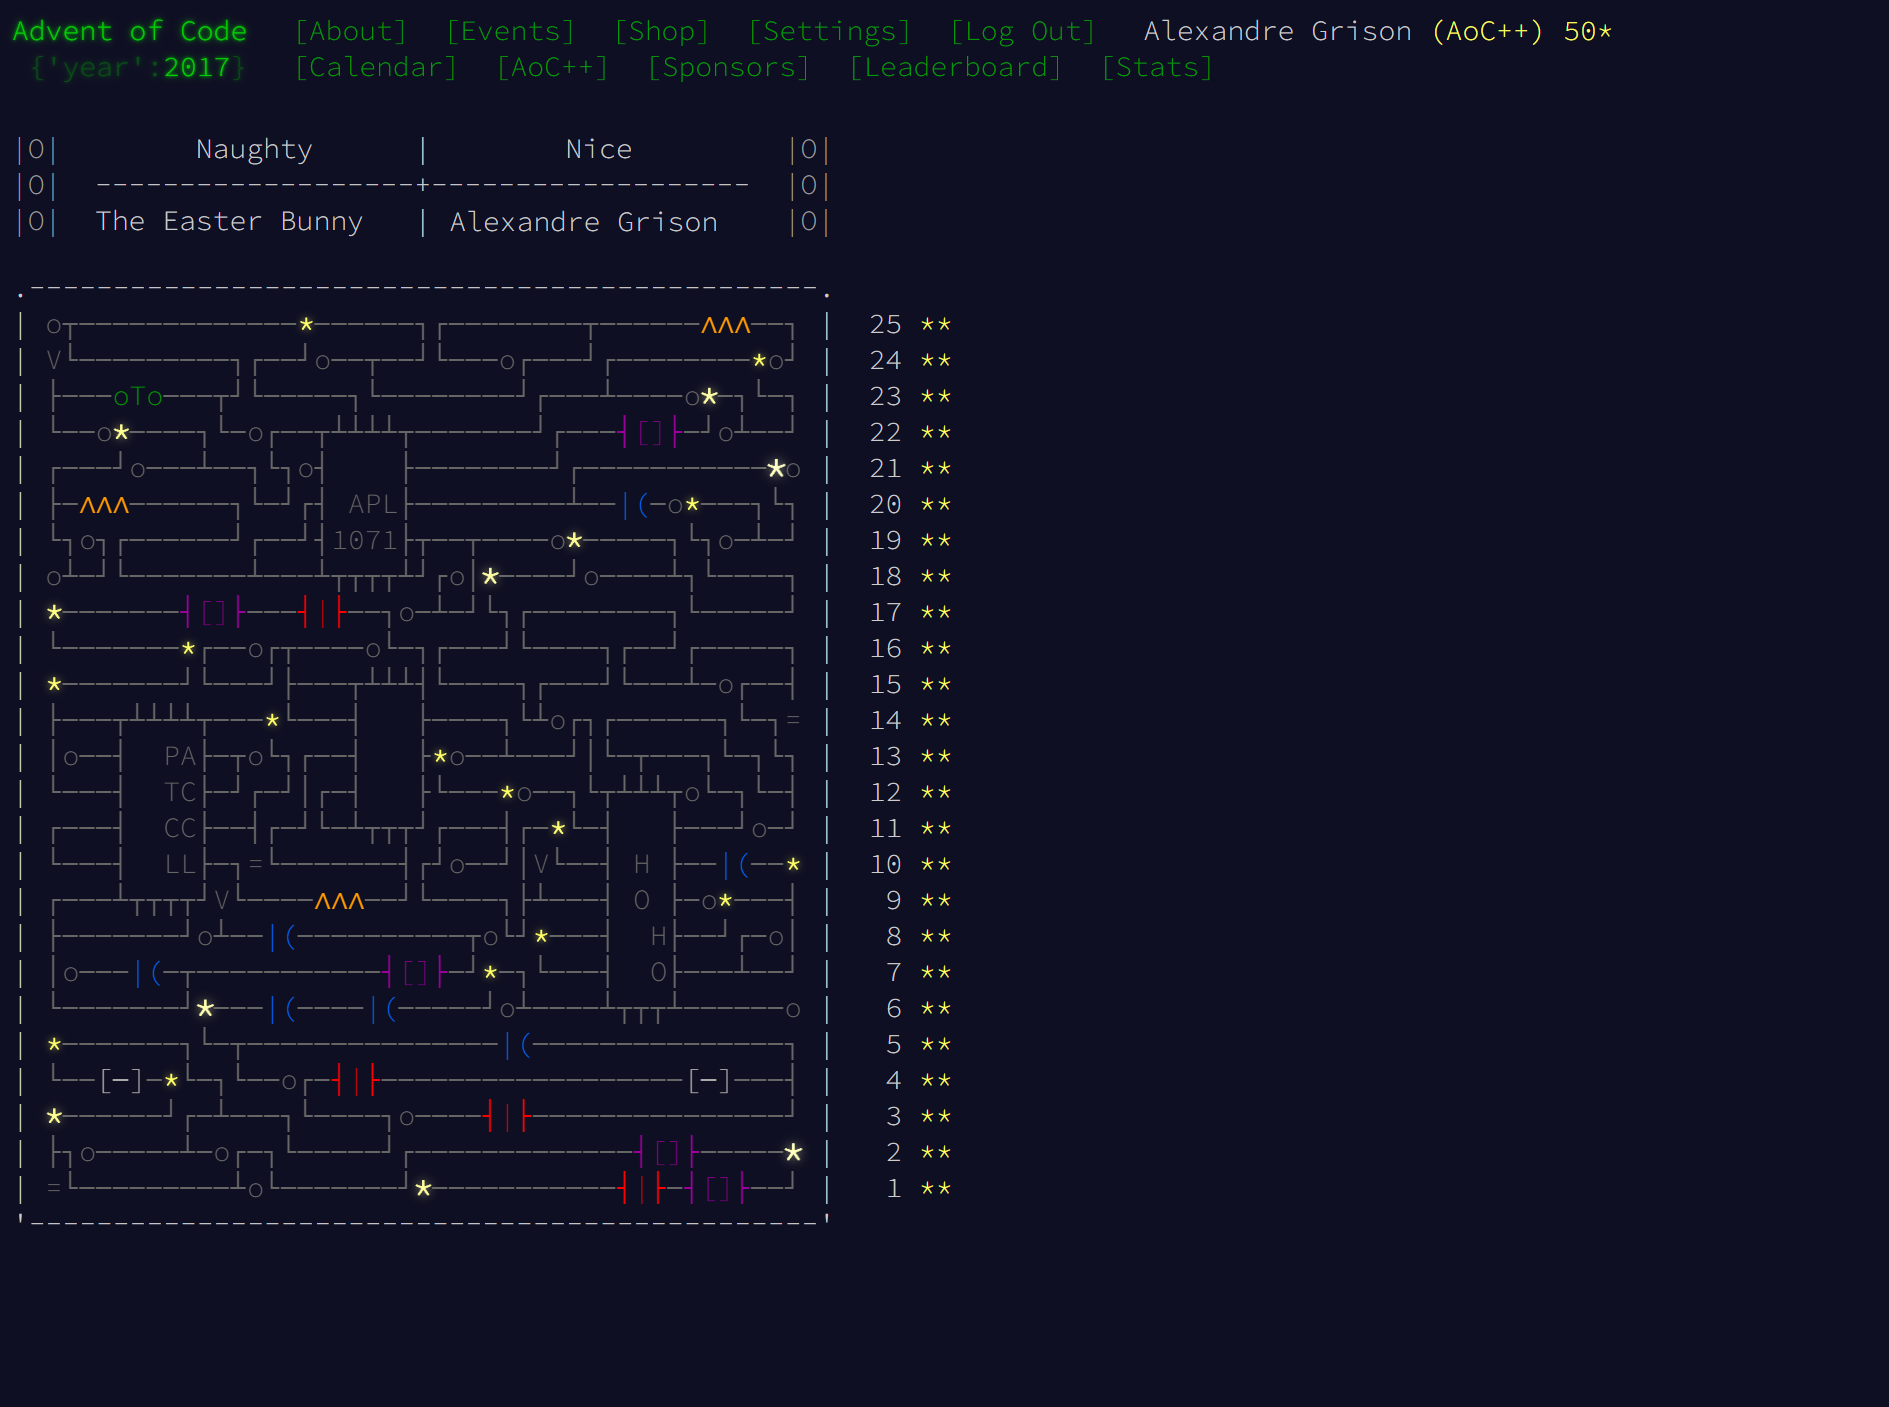 Advent of Code [About] [Events] [Shop] [Settings] [Log Out] Alexandre Grison (AoC++) 50*
{'year':2017} [Calendar] [AoC++] [Sponsors] [Leaderboard] [Stats]
|O| Naughty | Nice |O|
|O| -------------------+------------------- |O|
|O| The Easter Bunny | Alexandre Grison |O|
25 **
V 24 **
oTo 23 **
22 **
21 **
APL 20 **
1071 19 **
18 **
17 **
16 **
15 **
14 **
PA 13 **
TC 12 **
CC 11 **
LL V H 10 **
V O 9 **
H 8 **
O 7 **
6 **
5 **
4 **
3 **
2 **
1 **